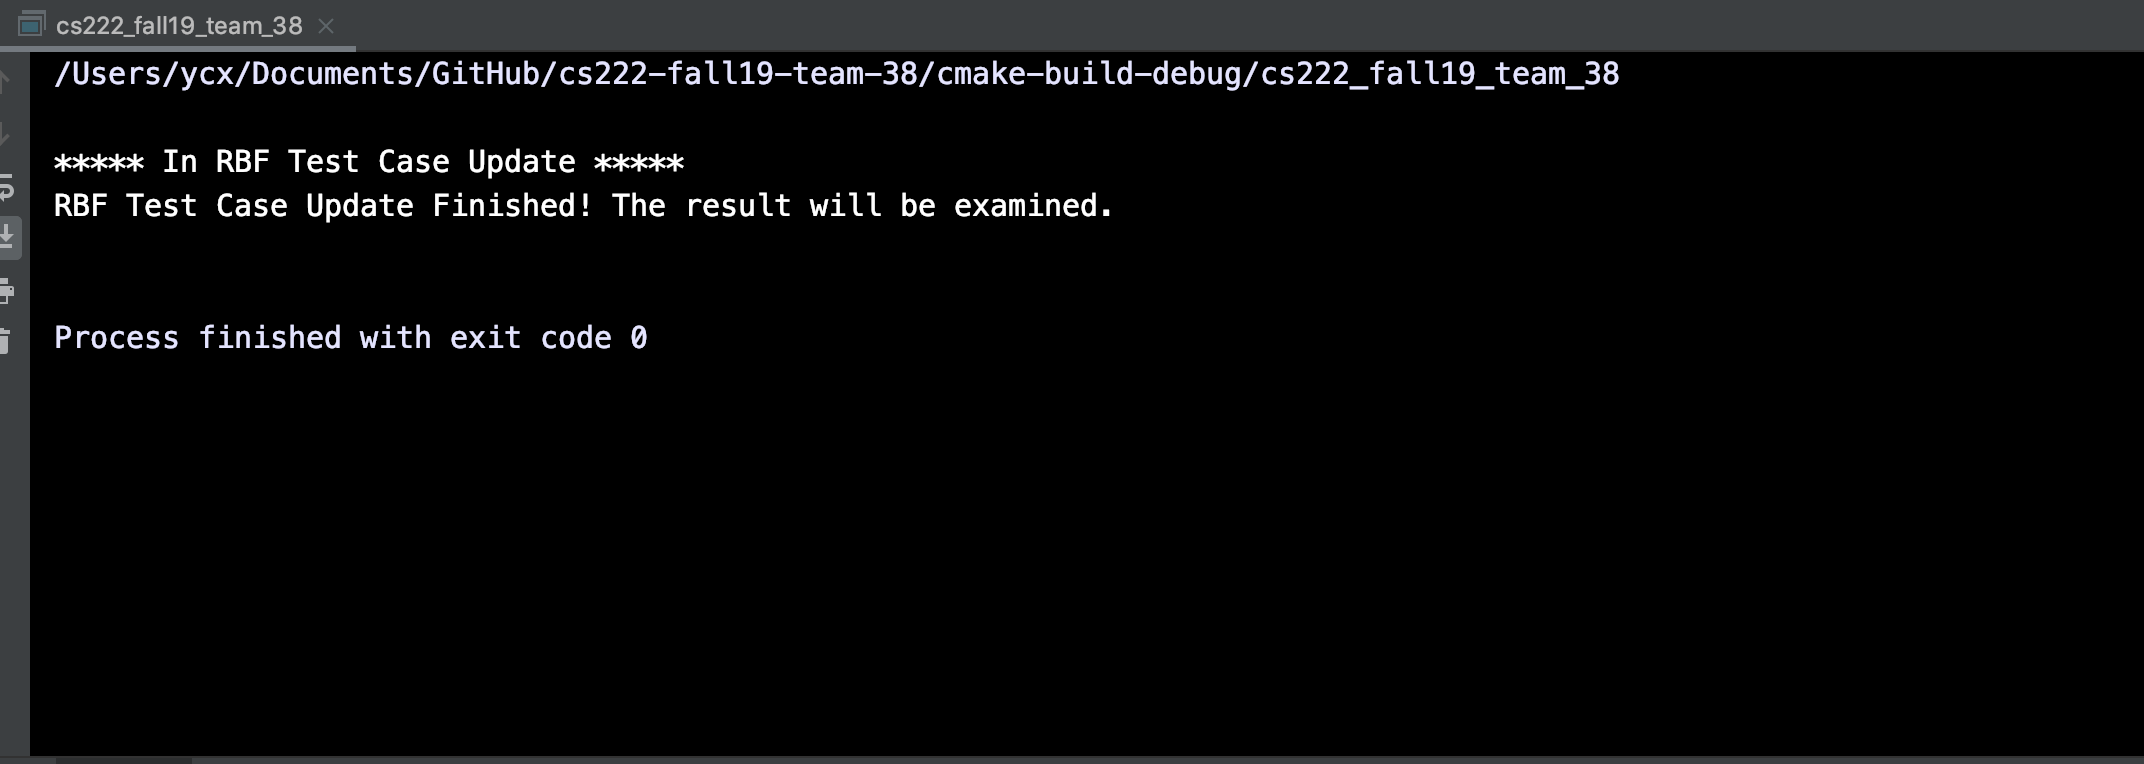 cs222_fall19_team_38
/Users/ycx/Documents/GitHub/cs222-fall19-team-38/cmake-build-debug/cs222_fall19_team_38
***** In RBF Test Case Update *****
RBF Test Case Update Finished! The result will be examined.
Process finished with exit code 0